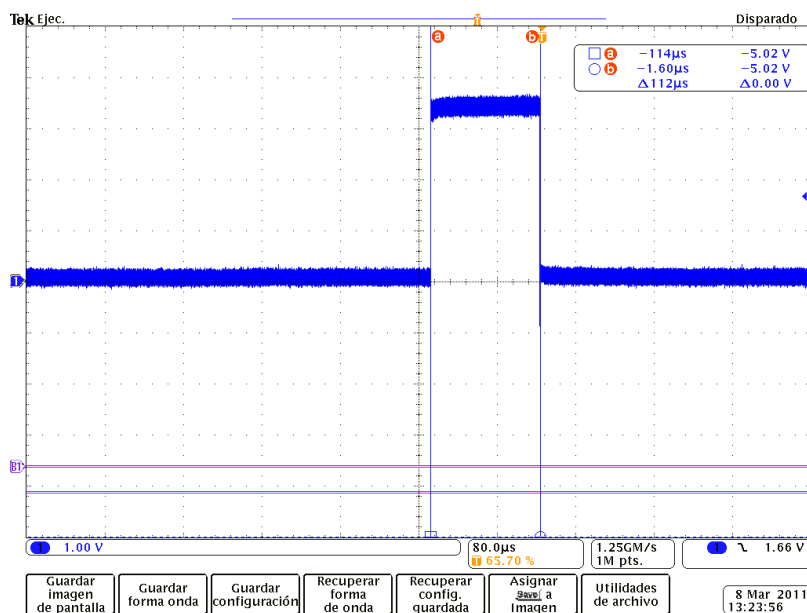 Tek Ejec.
T
Disparado
a
b T
a -114µs -5.02 V
b -1.60µs -5.02 V
Δ112µs Δ0.00 V
1
B1
1 1.00 V
80.0µs
T 65.70 %
1.25GM/s
1M pts.
1 1.66 V
Guardar
imagen
de pantalla
Guardar
forma onda
Guardar
configuración
Recuperar
forma
de onda
Recuperar
config.
guardada
Asignar
Save a
Imagen
Utilidades
de archivo
8 Mar 2011
13:23:56